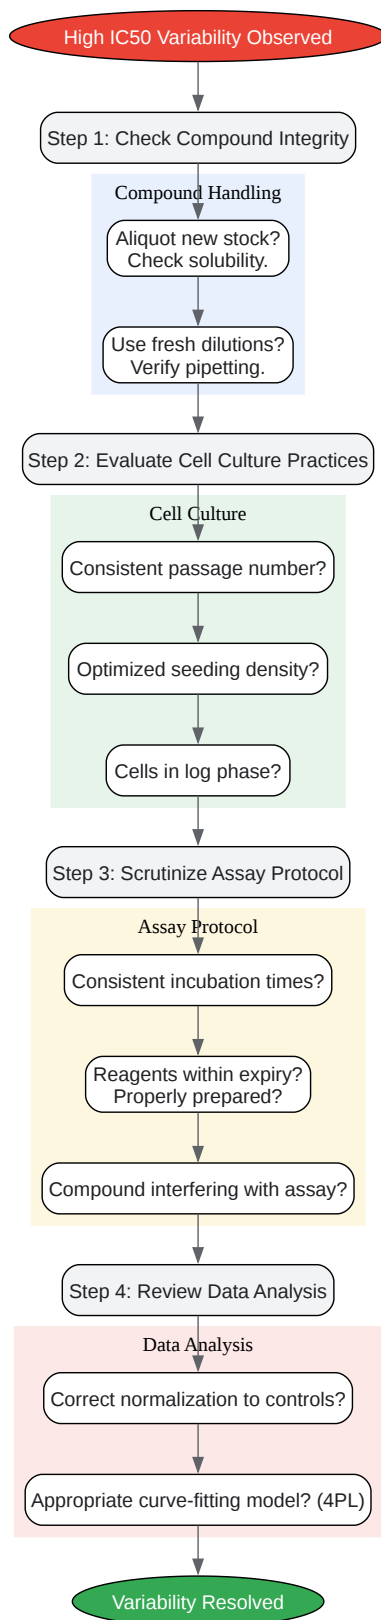 High IC50 Variability Observed
Step 1: Check Compound Integrity
Compound Handling
Aliquot new stock?
Check solubility.
Use fresh dilutions?
Verify pipetting.
Step 2: Evaluate Cell Culture Practices
Cell Culture
Consistent passage number?
Optimized seeding density?
Cells in log phase?
Step 3: Scrutinize Assay Protocol
Assay Protocol
Consistent incubation times?
Reagents within expiry?
Properly prepared?
Compound interfering with assay?
Step 4: Review Data Analysis
Data Analysis
Correct normalization to controls?
Appropriate curve-fitting model? (4PL)
Variability Resolved